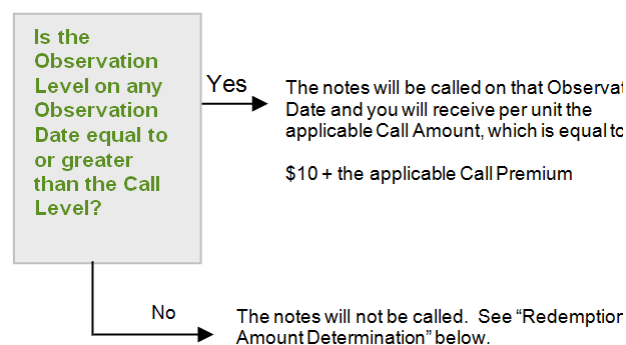 Is the
Observation
Level on any
Observation
Date equal to
or greater
than the Call
Level?
Yes
The notes will be called on that Observat
Date and you will receive per unit the
applicable Call Amount, which is equal to
$10 + the applicable Call Premium
No
The notes will not be called. See “Redemption
Amount Determination” below.